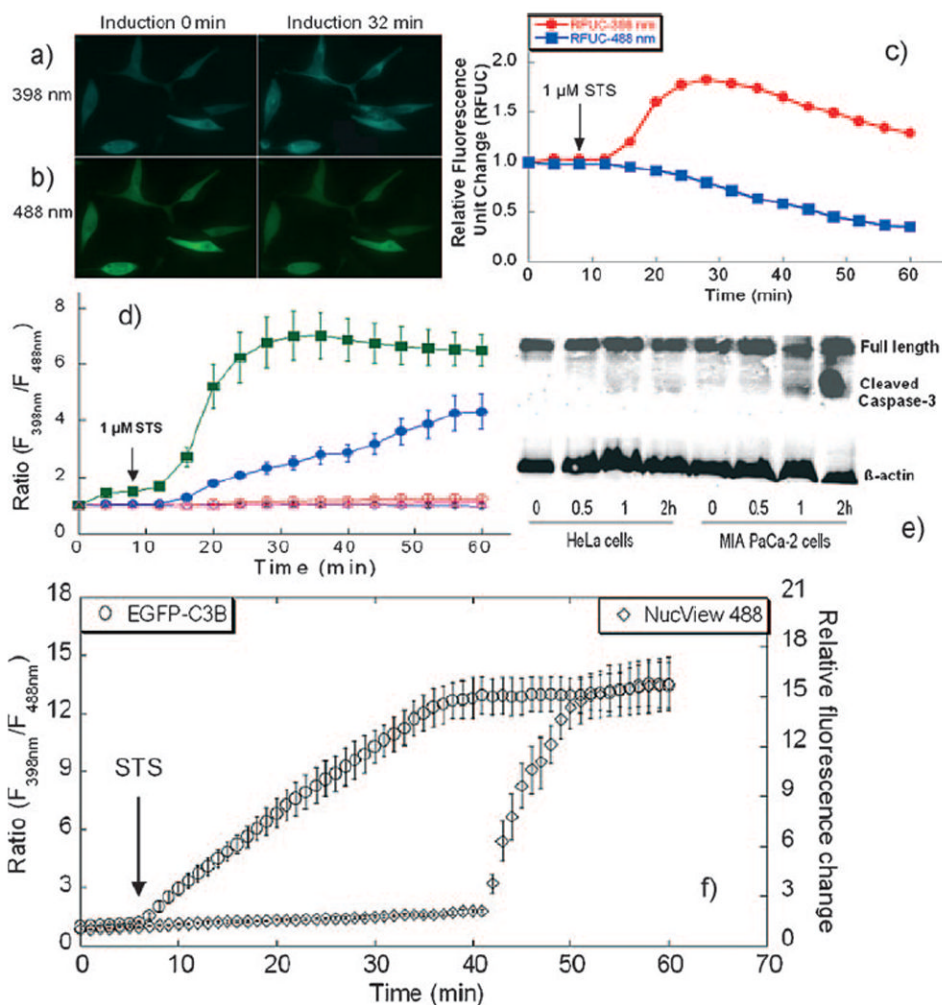 Induction 0 min
Induction 32 min
a)
398 nm
b)
488 nm
RFUC-398 nm
RFUC-488 nm
c)
Relative Fluorescence
Unit Change (RFUC)
2.0
1.5
1.0
0.5
0.0
1 µM STS
0 10 20 30 40 50 60
Time (min)
d)
Ratio (F398nm/F488nm)
8
6
4
2
0
1 µM STS
0 10 20 30 40 50 60
Time (min)
Full length
Cleaved
Caspase-3
ß-actin
0 0.5 1 2h 0 0.5 1 2h
HeLa cells
MIA PaCa-2 cells
e)
EGFP-C3B
NucView 488
Ratio (F398nm/F488nm)
18
15
12
9
6
3
0
STS
f)
21
18
15
12
9
6
3
0
Relative fluorescence change
0 10 20 30 40 50 60 70
Time (min)